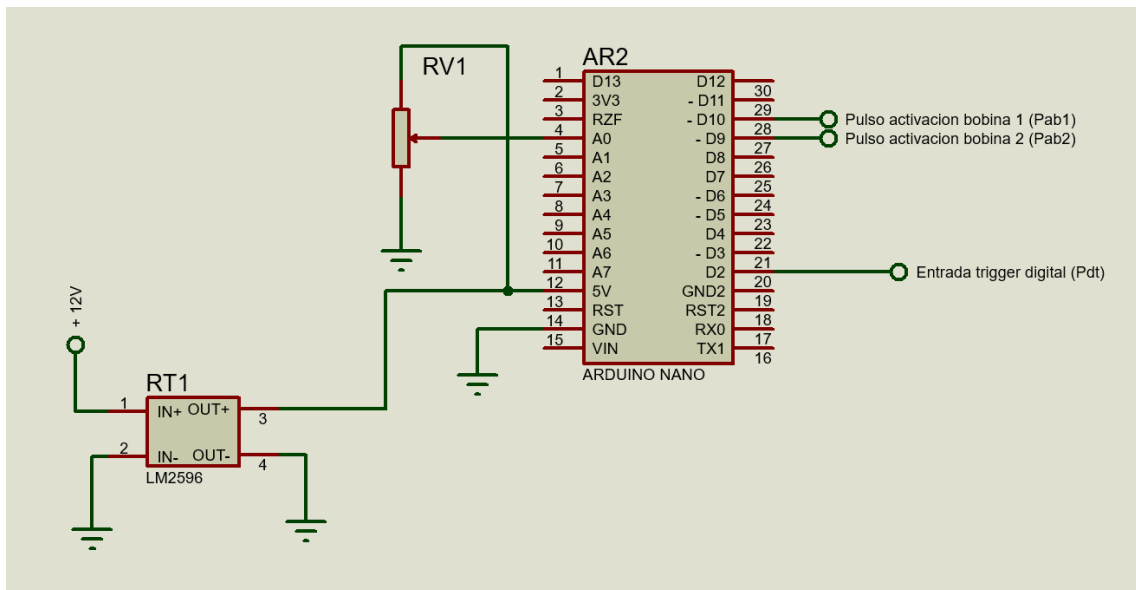 RV1
AR2
1 D13
2 3V3
3 RZF
4 A0
5 A1
6 A2
7 A3
8 A4
9 A5
10 A6
11 A7
12 5V
13 RST
14 GND
15 VIN
D12
- D11 30
- D10 29
- D9 28
D8 27
D7 26
- D6 25
- D5 24
D4 23
- D3 22
D2 21
GND2 20
RST2 19
RX0 18
TX1 17
16
ARDUINO NANO
Pulso activacion bobina 1 (Pab1)
Pulso activacion bobina 2 (Pab2)
Entrada trigger digital (Pdt)
+ 12V
RT1
1 IN+ OUT+ 3
2 IN- OUT- 4
LM2596